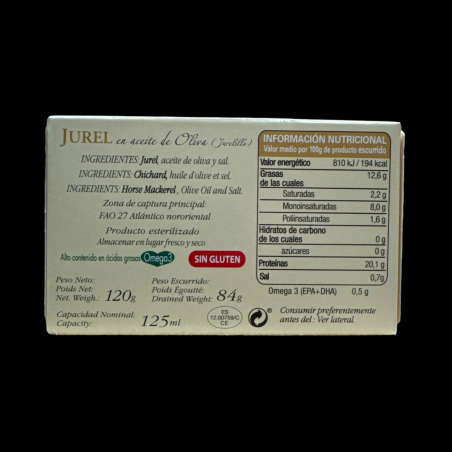 JUREL en aceite de Oliva (Jurelillo)
INGREDIENTES: Jurel, aceite de oliva y sal.
INGREDIENTS: Chichard, huile d'olive et sel.
INGREDIENTS: Horse Mackerel, Olive Oil and Salt.
Zona de captura principal:
FAO 27 Atlántico nororiental
Producto esterilizado
Almacenar en lugar fresco y seco
Alto contenido en ácidos grasos Omega3
SIN GLUTEN
Peso Neto:
Poids Net:
Net. Weigh.: 120g
Peso Escurrido:
Poids Égoutté:
Drained Weight: 84g
Capacidad Nominal:
Capacity: 125ml
ES
12.00759/C
CE
INFORMACIÓN NUTRICIONAL
Valor medio por 100g de producto escurrido
Valor energético 810 kJ / 194 kcal
Grasas 12,6 g
de las cuales
Saturadas 2,2 g
Monoinsaturadas 8,0 g
Poliinsaturadas 1,6 g
Hidratos de carbono 0 g
de los cuales
azúcares 0 g
Proteínas 20,1 g
Sal 0,7g
Omega 3 (EPA+DHA) 0,5 g
Consumir preferentemente
antes del : Ver lateral.